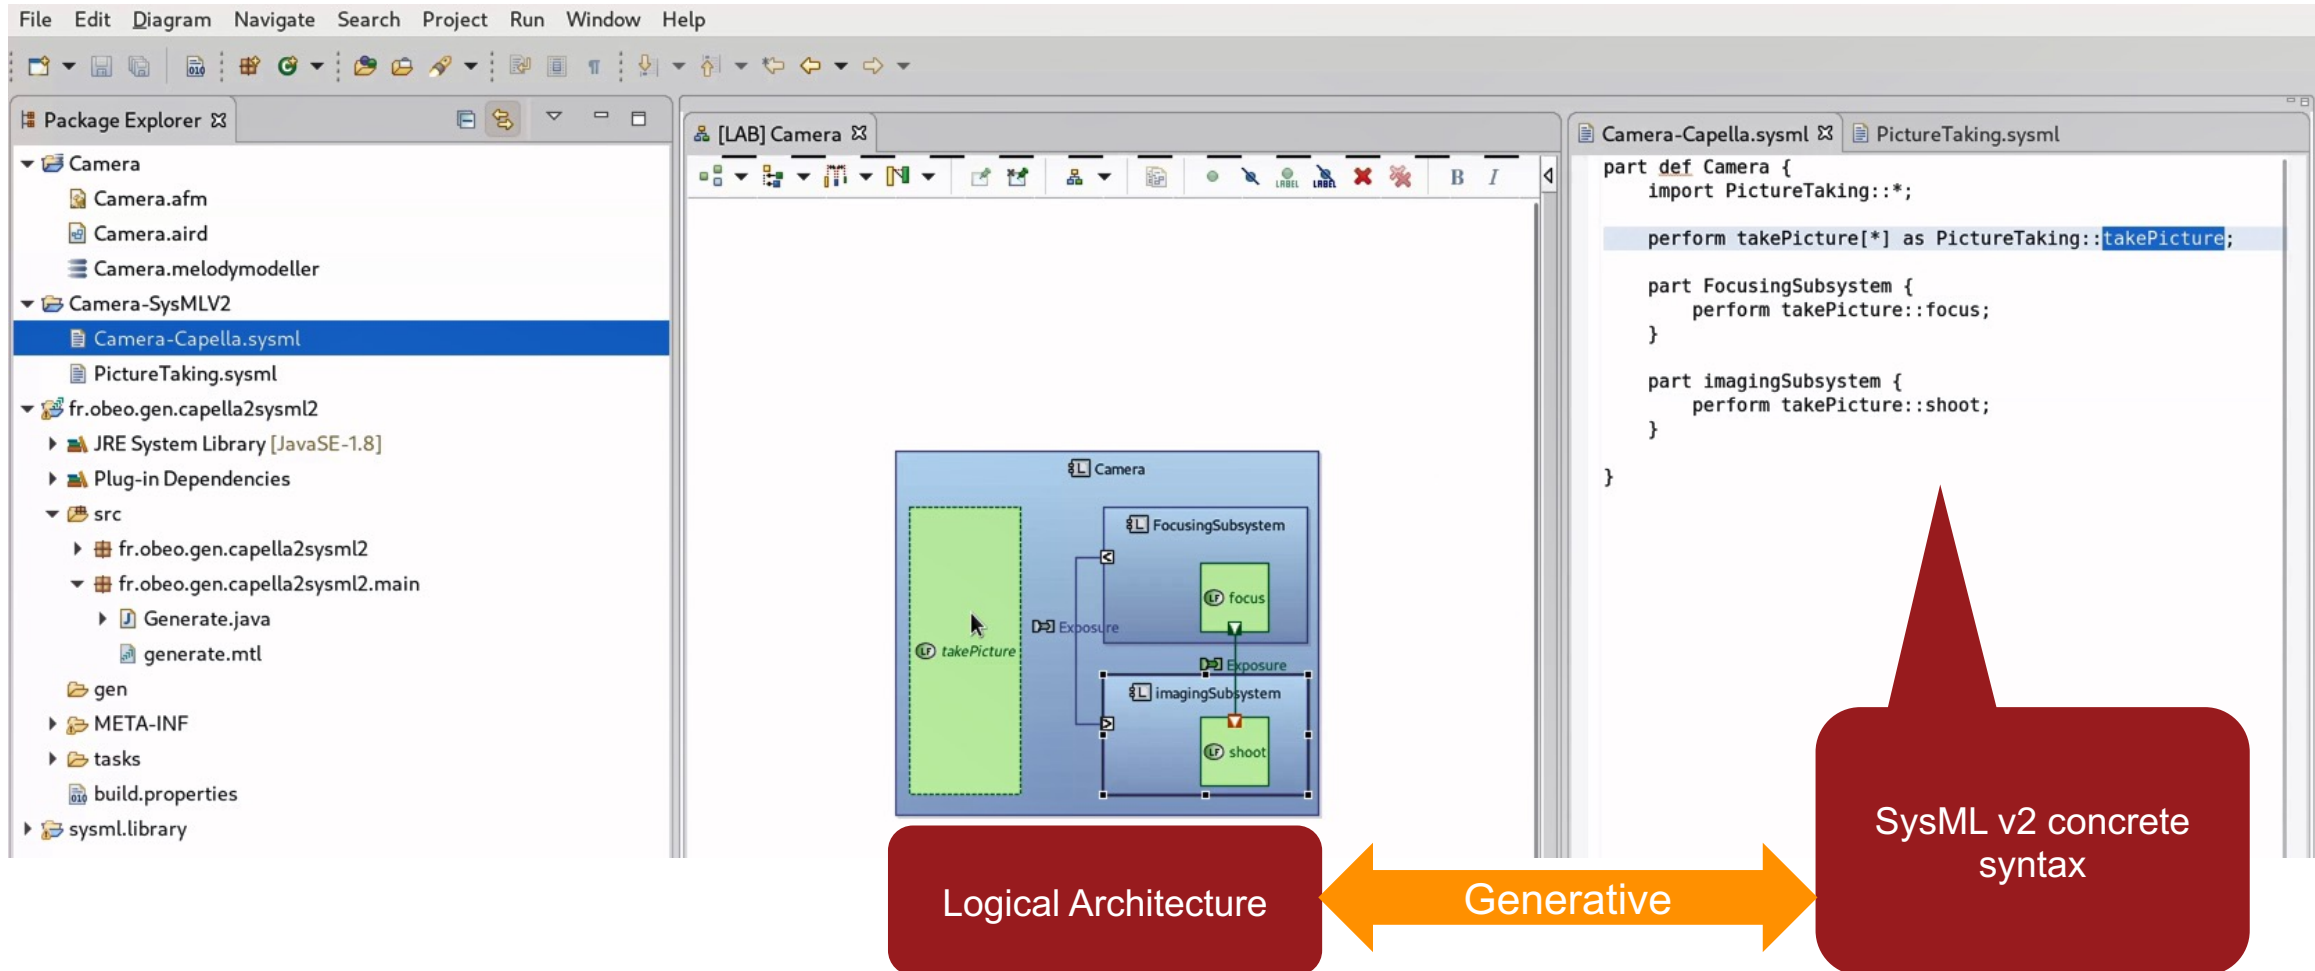 File Edit Diagram Navigate Search Project Run Window Help
Package Explorer
Camera
Camera.afm
Camera.aird
Camera.melodymodeller
Camera-SysMLV2
Camera-Capella.sysml
PictureTaking.sysml
fr.obeo.gen.capella2sysml2
JRE System Library [JavaSE-1.8]
Plug-in Dependencies
src
fr.obeo.gen.capella2sysml2
fr.obeo.gen.capella2sysml2.main
Generate.java
generate.mtl
gen
META-INF
tasks
build.properties
sysml.library
[LAB] Camera
LABEL LABEL B I
Camera
takePicture
Exposure
FocusingSubsystem
focus
Exposure
imagingSubsystem
shoot
Camera-Capella.sysml PictureTaking.sysml
part def Camera {
import PictureTaking::*;
perform takePicture[*] as PictureTaking::takePicture;
part FocusingSubsystem {
perform takePicture::focus;
}
part imagingSubsystem {
perform takePicture::shoot;
}
}
Logical Architecture
Generative
SysML v2 concrete
syntax